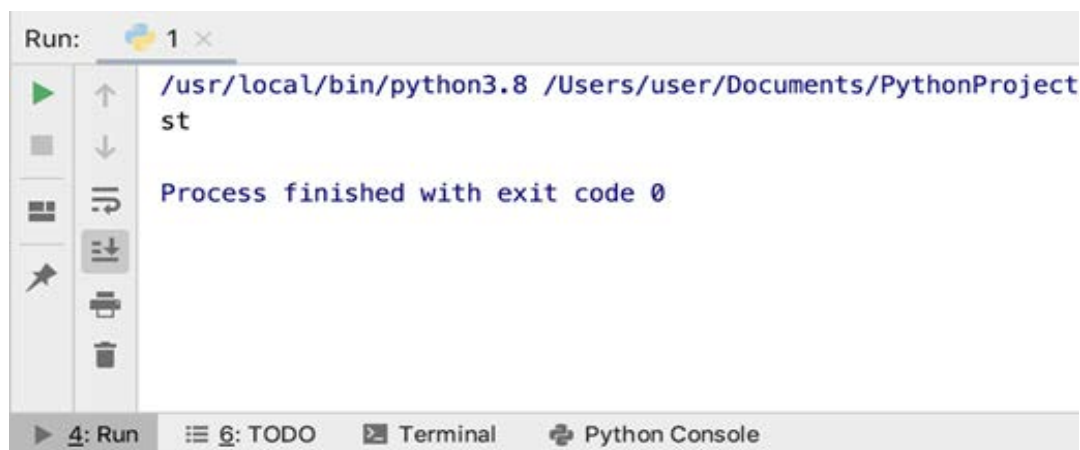 Run: 1
/usr/local/bin/python3.8 /Users/user/Documents/PythonProject
st
Process finished with exit code 0
4: Run 6: TODO Terminal Python Console